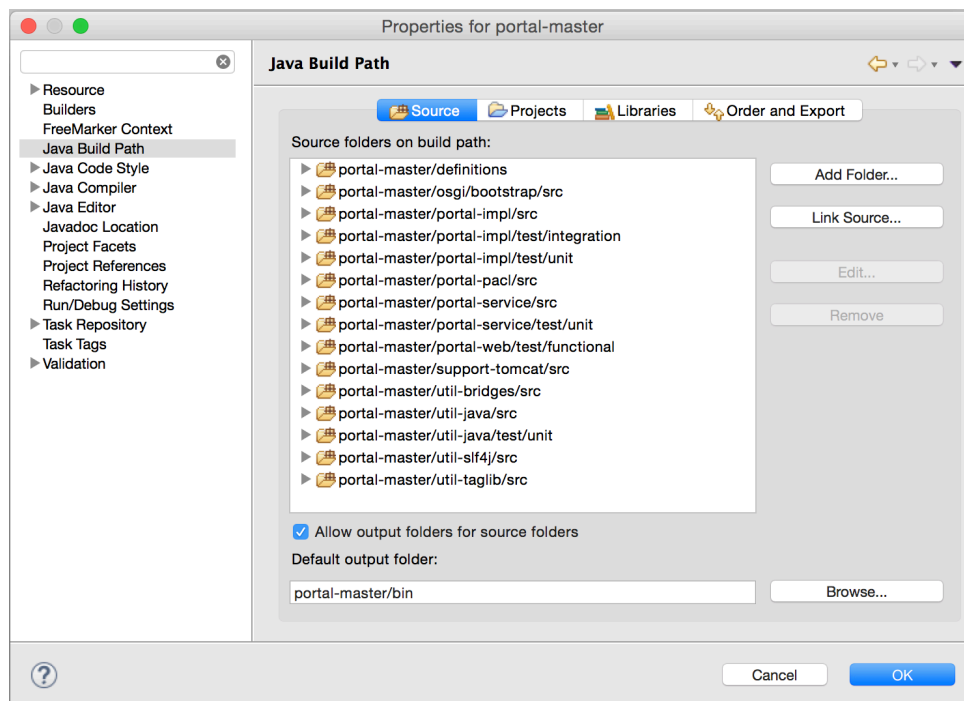 Properties for portal-master
Resource
Builders
FreeMarker Context
Java Build Path
Java Code Style
Java Compiler
Java Editor
Javadoc Location
Project Facets
Project References
Refactoring History
Run/Debug Settings
Task Repository
Task Tags
Validation
Java Build Path
Source Projects Libraries Order and Export
Source folders on build path:
portal-master/definitions
portal-master/osgi/bootstrap/src
portal-master/portal-impl/src
portal-master/portal-impl/test/integration
portal-master/portal-impl/test/unit
portal-master/portal-pacl/src
portal-master/portal-service/src
portal-master/portal-service/test/unit
portal-master/portal-web/test/functional
portal-master/support-tomcat/src
portal-master/util-bridges/src
portal-master/util-java/src
portal-master/util-java/test/unit
portal-master/util-slf4j/src
portal-master/util-taglib/src
Add Folder...
Link Source...
Edit...
Remove
Allow output folders for source folders
Default output folder:
portal-master/bin
Browse...
?
Cancel
OK